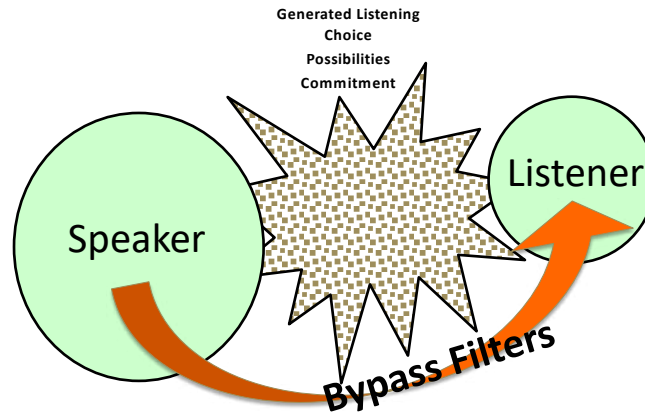 Generated Listening
Choice
Possibilities
Commitment
Speaker
Listener
Bypass Filters